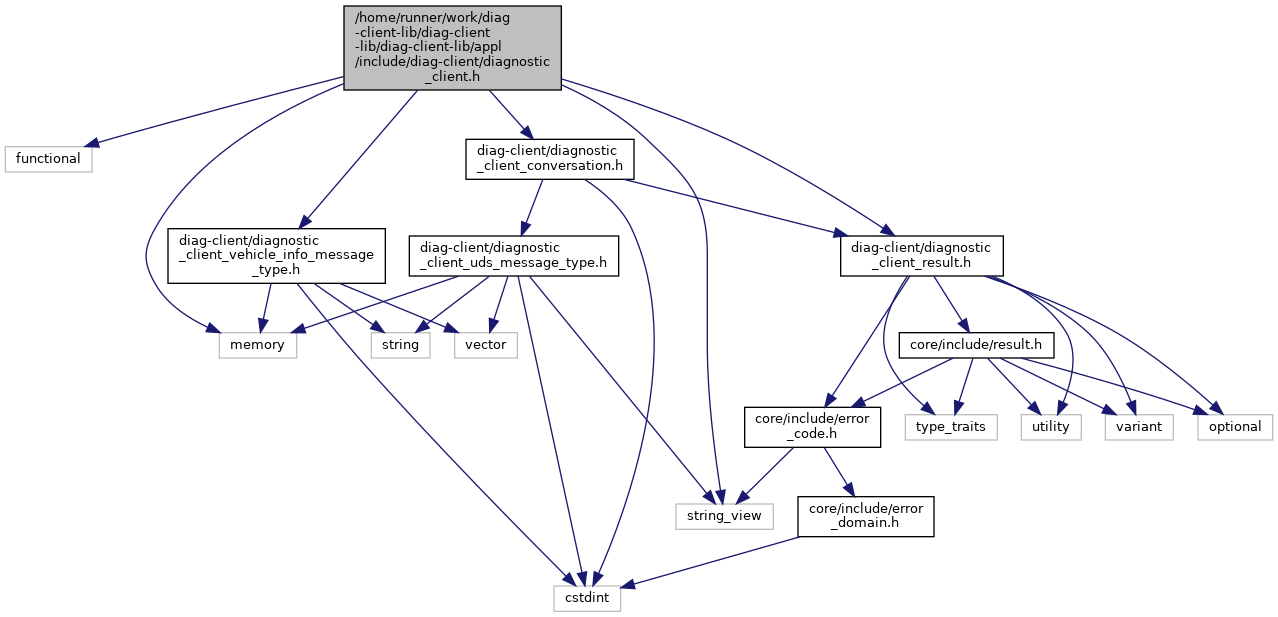 /home/runner/work/diag
-client-lib/diag-client
-lib/diag-client-lib/appl
/include/diag-client/diagnostic
_client.h
functional
diag-client/diagnostic
_client_conversation.h
diag-client/diagnostic
_client_vehicle_info_message
_type.h
diag-client/diagnostic
_client_uds_message_type.h
diag-client/diagnostic
_client_result.h
memory
string
vector
core/include/result.h
core/include/error
_code.h
type_traits
utility
variant
optional
string_view
core/include/error
_domain.h
cstdint